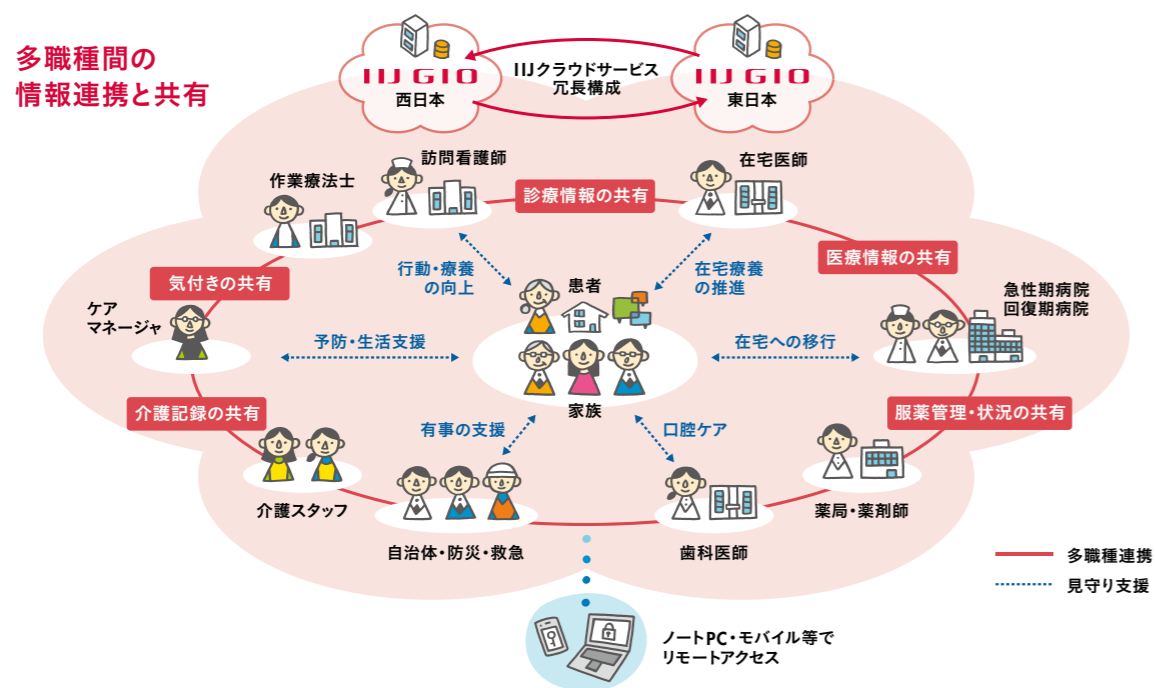 多職種間の
情報連携と共有
IIJ GIO
西日本
IIJクラウドサービス
冗長構成
IIJ GIO
東日本
訪問看護師
作業療法士
診療情報の共有
在宅医師
気付きの共有
行動・療養
の向上
患者
在宅療養
の推進
医療情報の共有
ケア
マネージャ
急性期病院
回復期病院
予防・生活支援
在宅への移行
介護記録の共有
家族
服薬管理・状況の共有
有事の支援
口腔ケア
介護スタッフ
薬局・薬剤師
自治体・防災・救急
歯科医師
多職種連携
見守り支援
ノートPC・モバイル等で
リモートアクセス